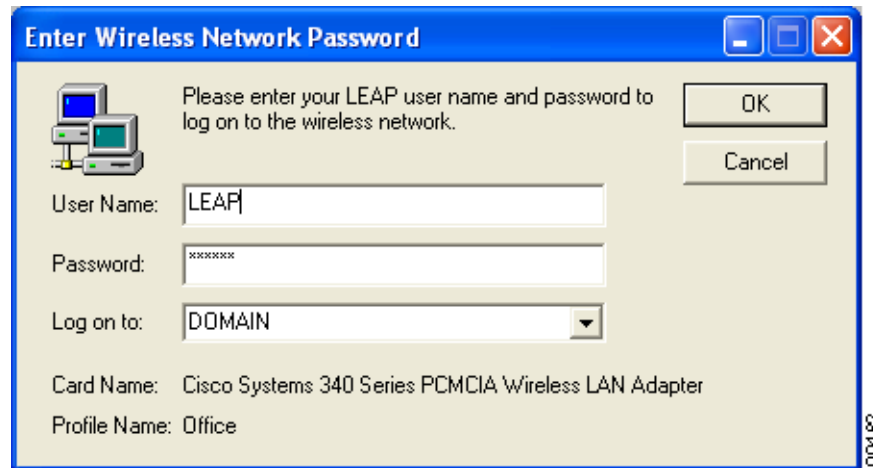 Enter Wireless Network Password
Please enter your LEAP user name and password to
log on to the wireless network.
OK
Cancel
User Name: LEAP
Password: ××××××
Log on to: DOMAIN
Card Name: Cisco Systems 340 Series PCMCIA Wireless LAN Adapter
Profile Name: Office